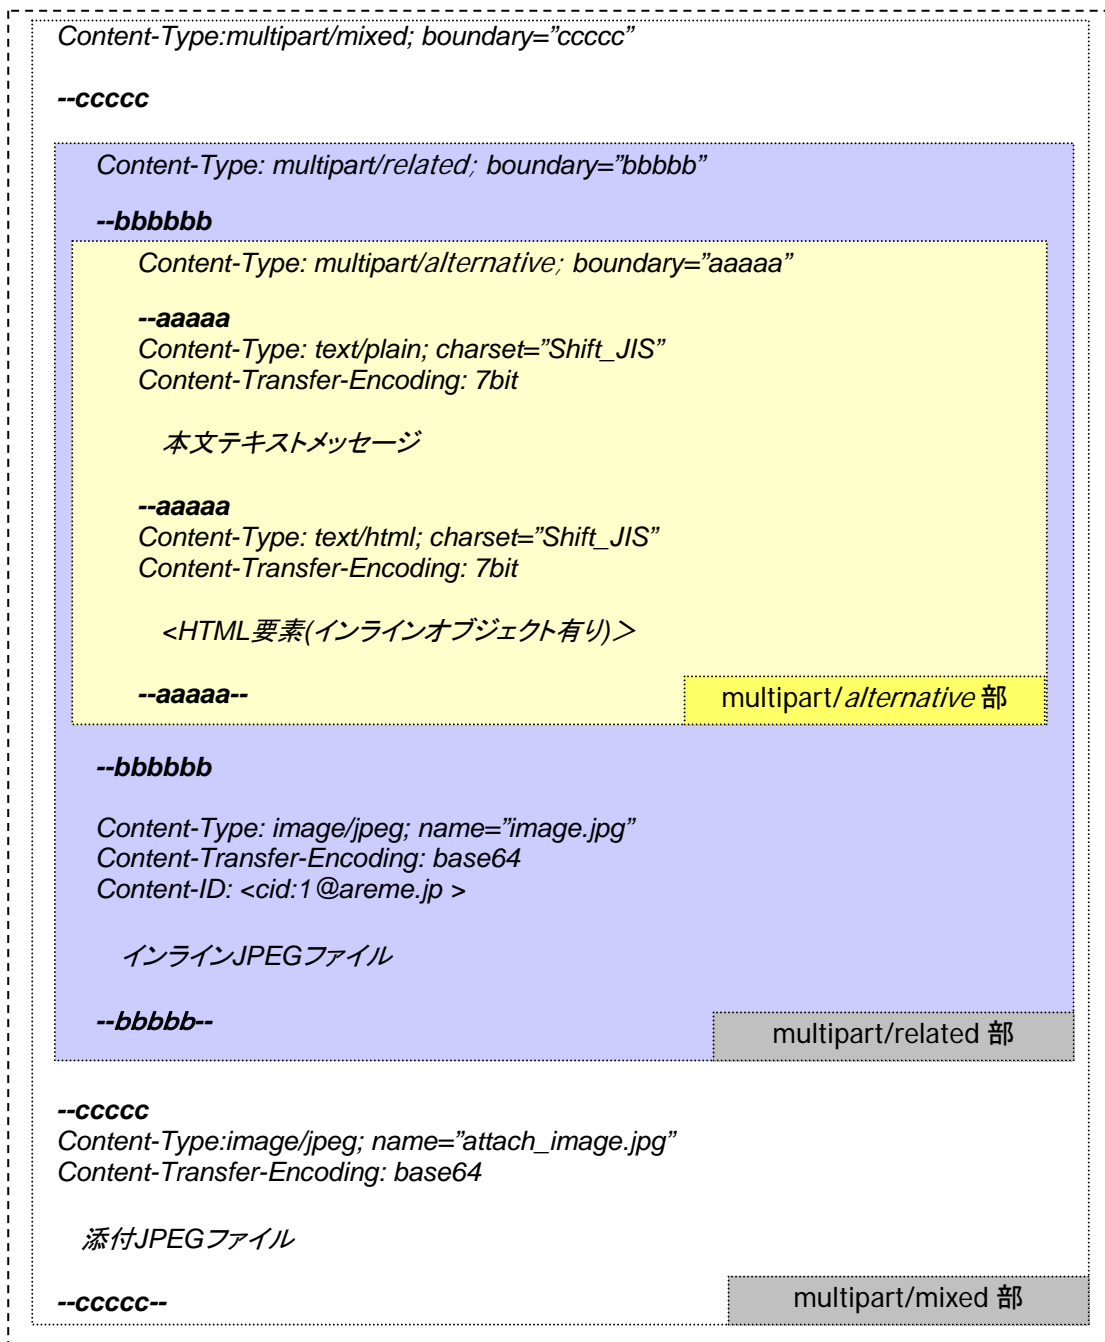 Content-Type:multipart/mixed; boundary=”ccccc”
--ccccc
Content-Type: multipart/related; boundary=”bbbbb”
--bbbbbb
Content-Type: multipart/alternative; boundary=”aaaaa”
--aaaaa
Content-Type: text/plain; charset=”Shift_JIS”
Content-Transfer-Encoding: 7bit
本文テキストメッセージ
--aaaaa
Content-Type: text/html; charset=”Shift_JIS”
Content-Transfer-Encoding: 7bit
<HTML要素(インラインオブジェクト有り)＞
--aaaaa--
multipart/alternative 部
--bbbbbb
Content-Type: image/jpeg; name=”image.jpg”
Content-Transfer-Encoding: base64
Content-ID: <cid:1@areme.jp >
インラインJPEGファイル
--bbbbb--
multipart/related 部
--ccccc
Content-Type:image/jpeg; name=”attach_image.jpg”
Content-Transfer-Encoding: base64
添付JPEGファイル
--ccccc--
multipart/mixed 部